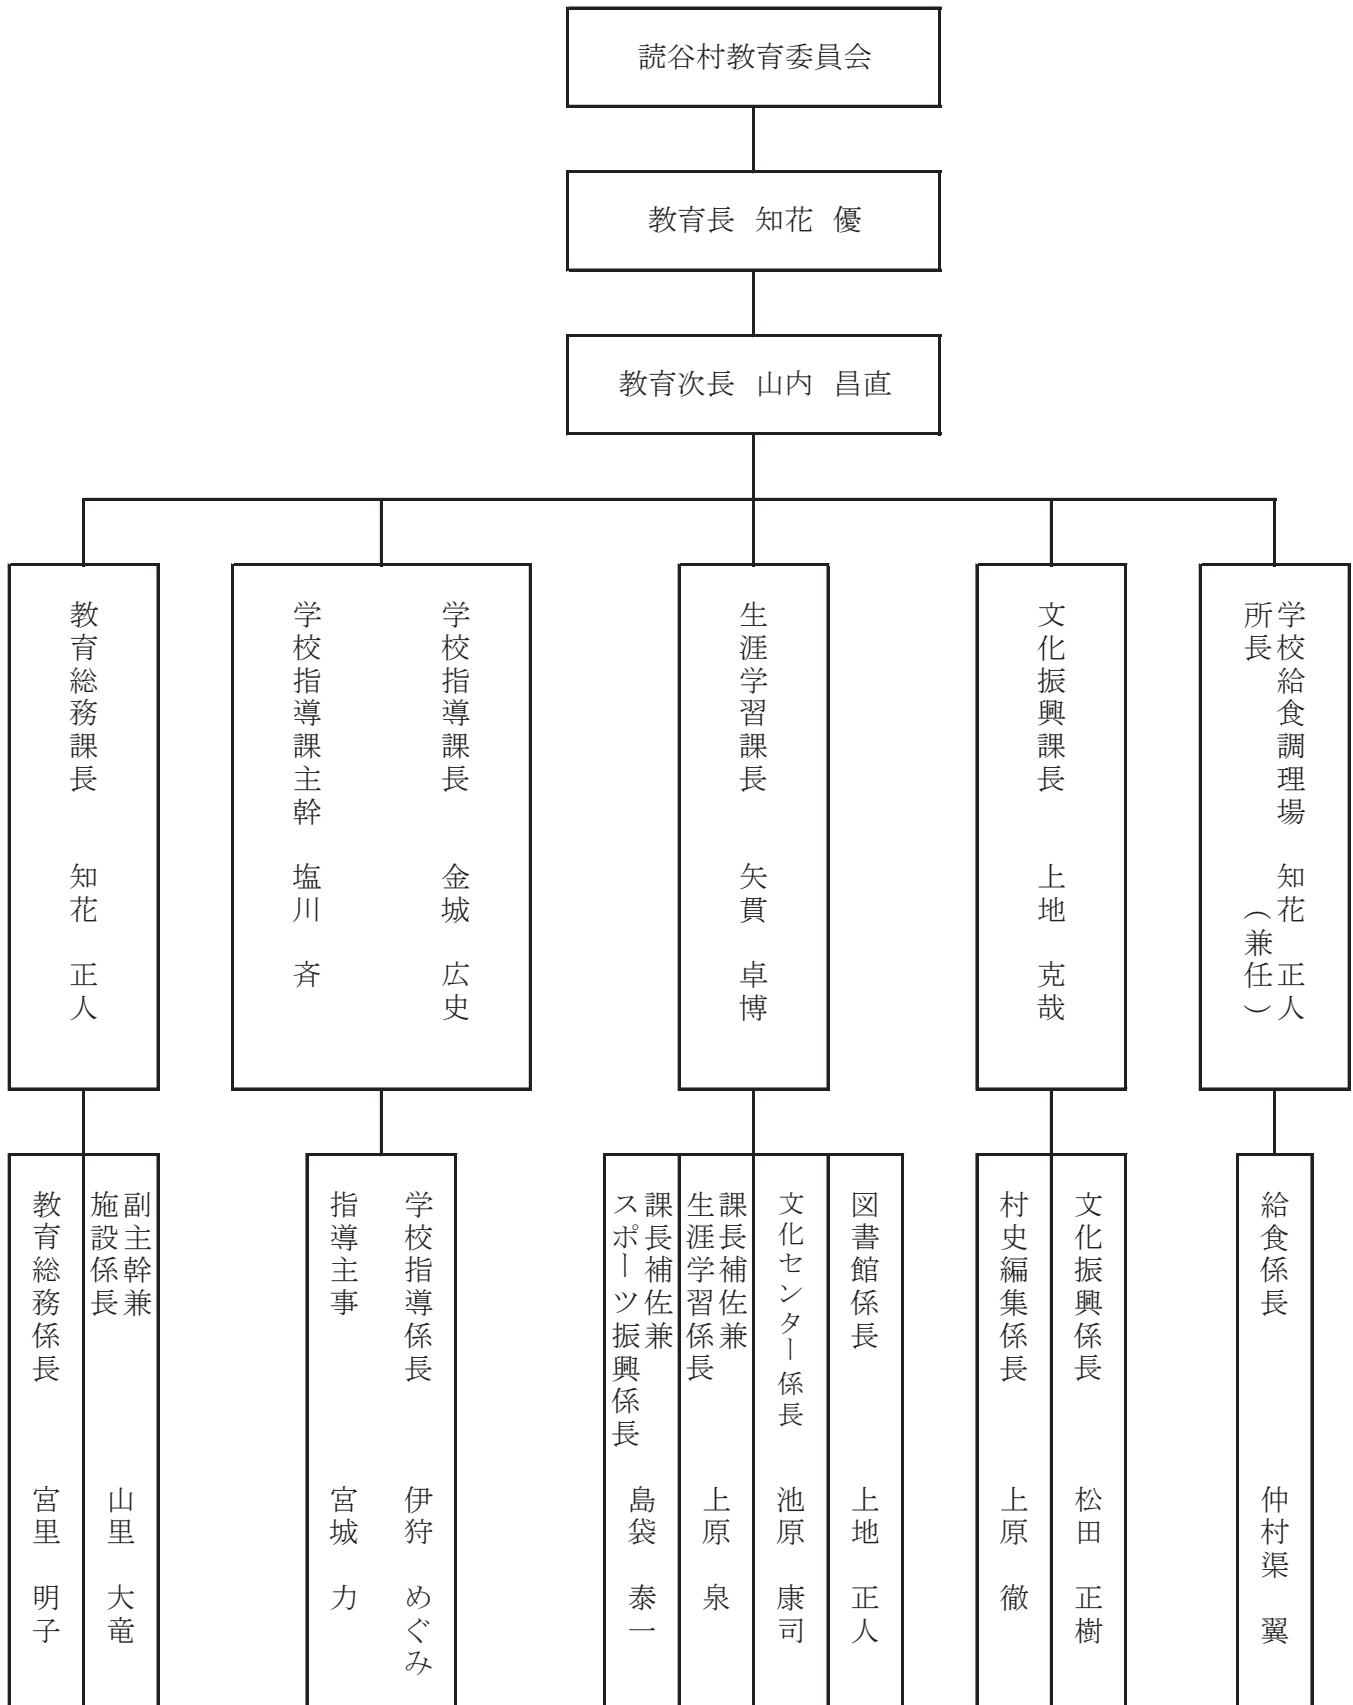 読谷村教育委員会
教育長 知花 優
教育次長 山内 昌直
教育総務課長 知花 正人
学校指導課長 金城 広史
学校指導課主幹 塩川 斉
生涯学習課長 矢貫 卓博
文化振興課長 上地 克哉
学校給食調理場 知花 正人
所長 (兼任)
教育総務係長 宮里 明子
副主幹兼
施設係長 山里 大竜
学校指導係長 伊狩 めぐみ
指導主事 宮城 力
課長補佐兼
スポーツ振興係長 島袋 泰一
課長補佐兼
生涯学習係長 上原 泉
文化センター係長 池原 康司
図書館係長 上地 正人
村史編集係長 上原 徹
文化振興係長 松田 正樹
給食係長 仲村渠 翼